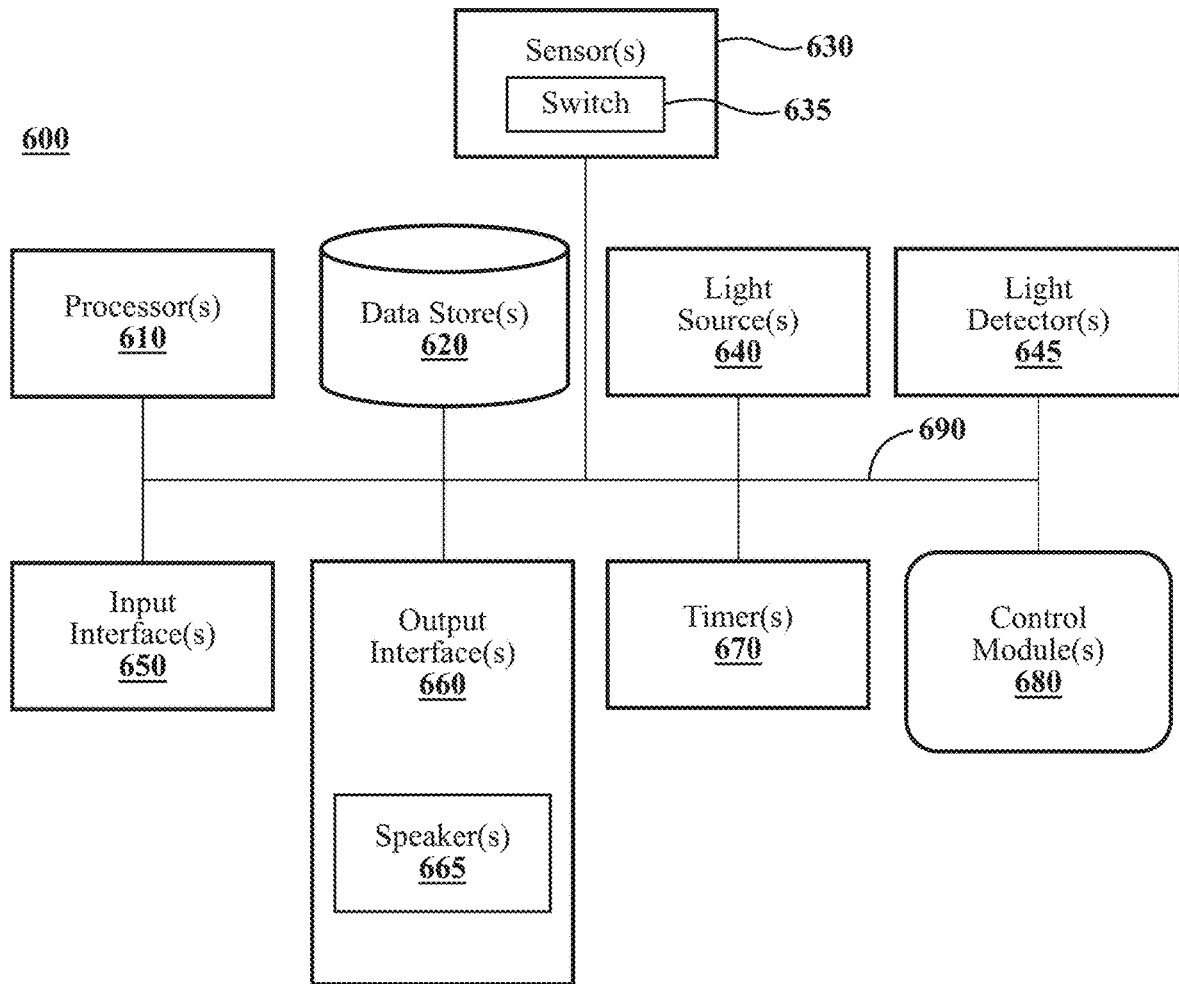 Sensor(s)
630
Switch
635
600
Processor(s)
610
Data Store(s)
620
Light
Source(s)
640
Light
Detector(s)
645
690
Input
Interface(s)
650
Output
Interface(s)
660
Speaker(s)
665
Timer(s)
670
Control
Module(s)
680